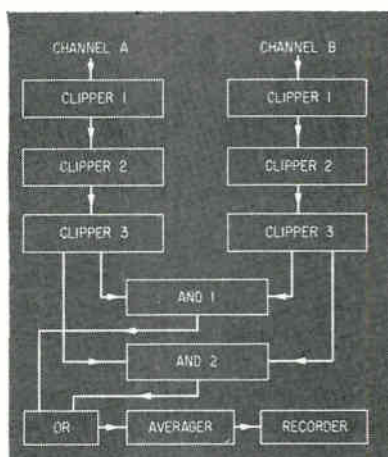 CHANNEL A CHANNEL B
CLIPPER 1 CLIPPER 1
CLIPPER 2 CLIPPER 2
CLIPPER 3 CLIPPER 3
AND 1
AND 2
OR AVERAGER RECORDER